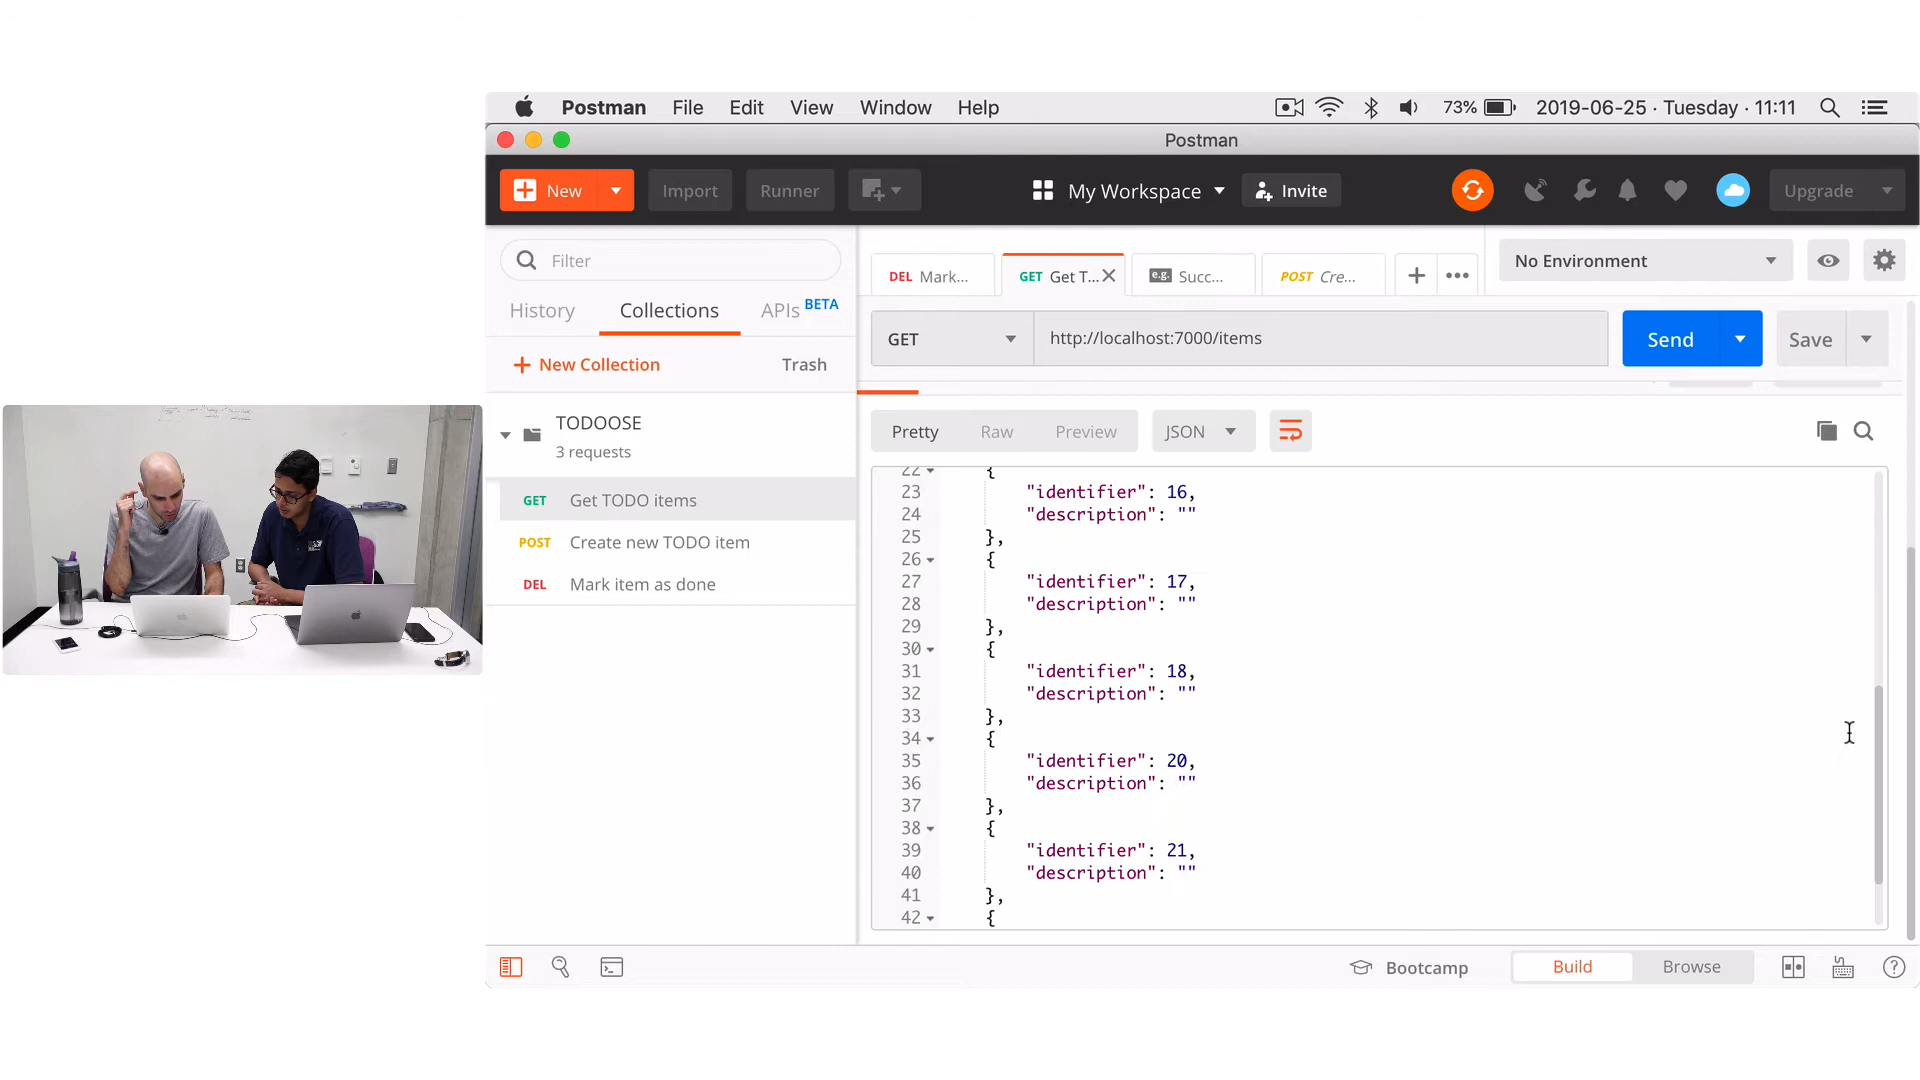 Postman File Edit View Window Help 73% 2019-06-25 · Tuesday · 11:11
Postman
New Import Runner My Workspace Invite Upgrade
Filter
History Collections APIs BETA
+ New Collection Trash
TODOOSE
3 requests
GET Get TODO items
POST Create new TODO item
DEL Mark item as done
DEL Mark... GET Get T... e.g. Succ... POST Cre... No Environment
GET http://localhost:7000/items Send Save
Pretty Raw Preview JSON
22 {
23 "identifier": 16,
24 "description": ""
25 },
26 {
27 "identifier": 17,
28 "description": ""
29 },
30 {
31 "identifier": 18,
32 "description": ""
33 },
34 {
35 "identifier": 20,
36 "description": ""
37 },
38 {
39 "identifier": 21,
40 "description": ""
41 },
42 {
Bootcamp Build Browse